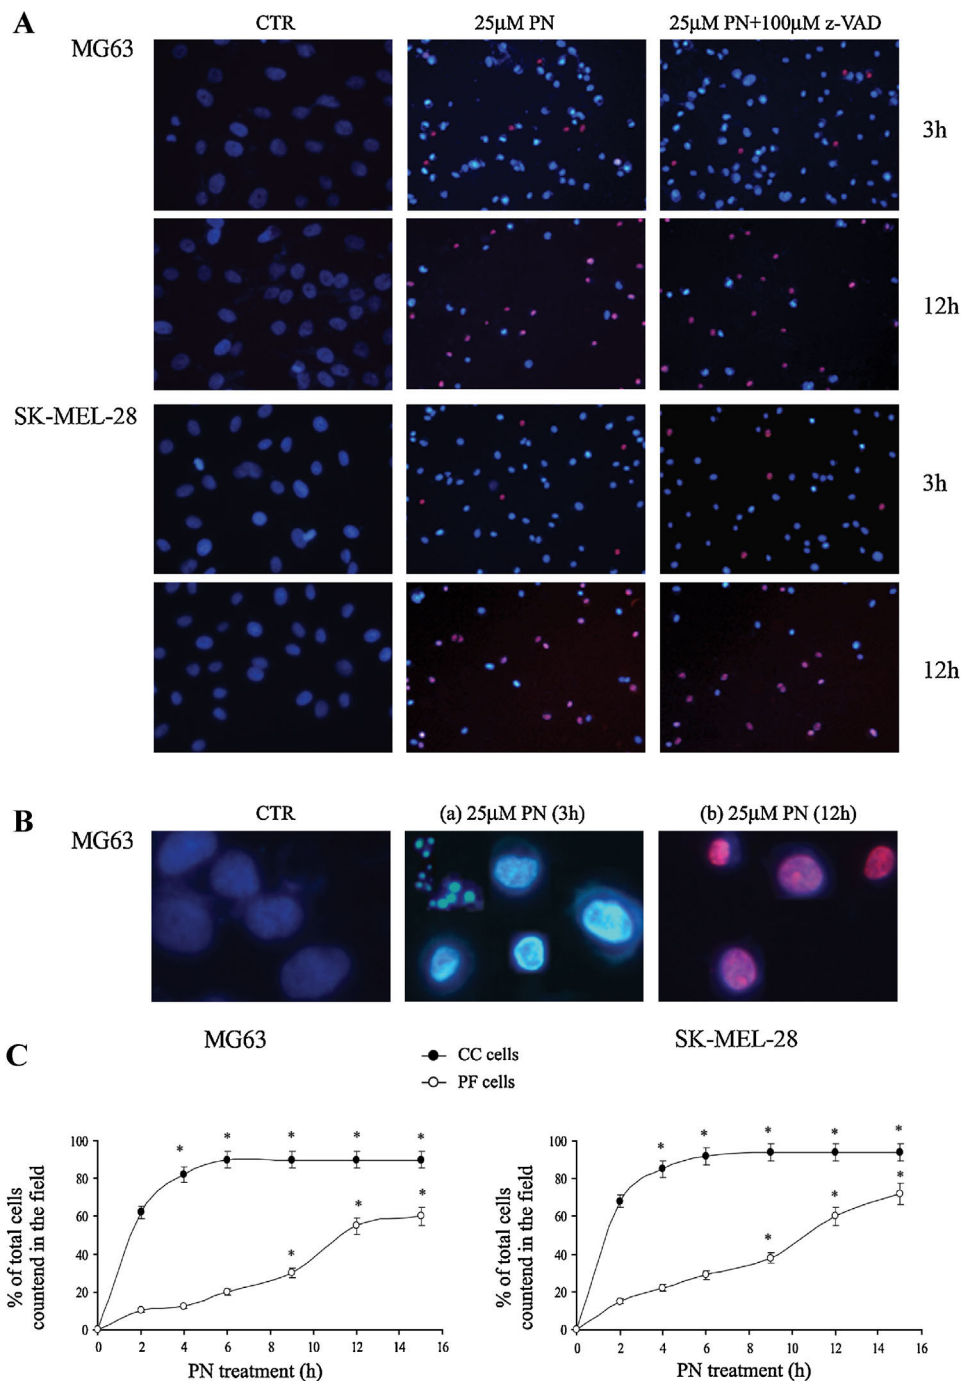 A
CTR 25µM PN 25µM PN+100µM z-VAD
MG63
3h
12h
SK-MEL-28
3h
12h
B
CTR (a) 25µM PN (3h) (b) 25µM PN (12h)
MG63
C
MG63 SK-MEL-28
CC cells
PF cells
* * * * *
* * * * *
* * *
* * *
100 80 60 40 20 0
100 80 60 40 20 0
% of total cells
countend in the field
% of total cells
countend in the field
0 2 4 6 8 10 12 14 16
0 2 4 6 8 10 12 14 16
PN treatment (h) PN treatment (h)